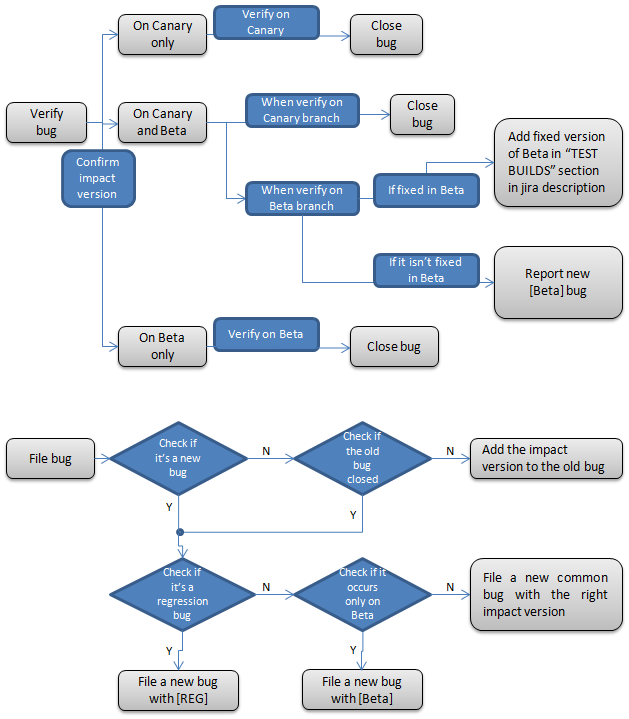 On Canary
only
Verify on
Canary
Close
bug
Verify
bug
On Canary
and Beta
When verify on
Canary branch
Close
bug
Confirm
impact
version
When verify on
Beta branch
If fixed in Beta
Add fixed version
of Beta in “TEST
BUILDS” section
in jira description
If it isn’t fixed
in Beta
Report new
[Beta] bug
On Beta
only
Verify on Beta
Close bug
File bug
Check if
it’s a new
bug
N
Check if
the old
bug
closed
N
Add the impact
version to the old bug
Y
Y
Check if
it’s a
regression
bug
N
Check if it
occurs
only on
Beta
N
File a new common
bug with the right
impact version
Y
Y
File a new bug
with [REG]
File a new bug
with [Beta]